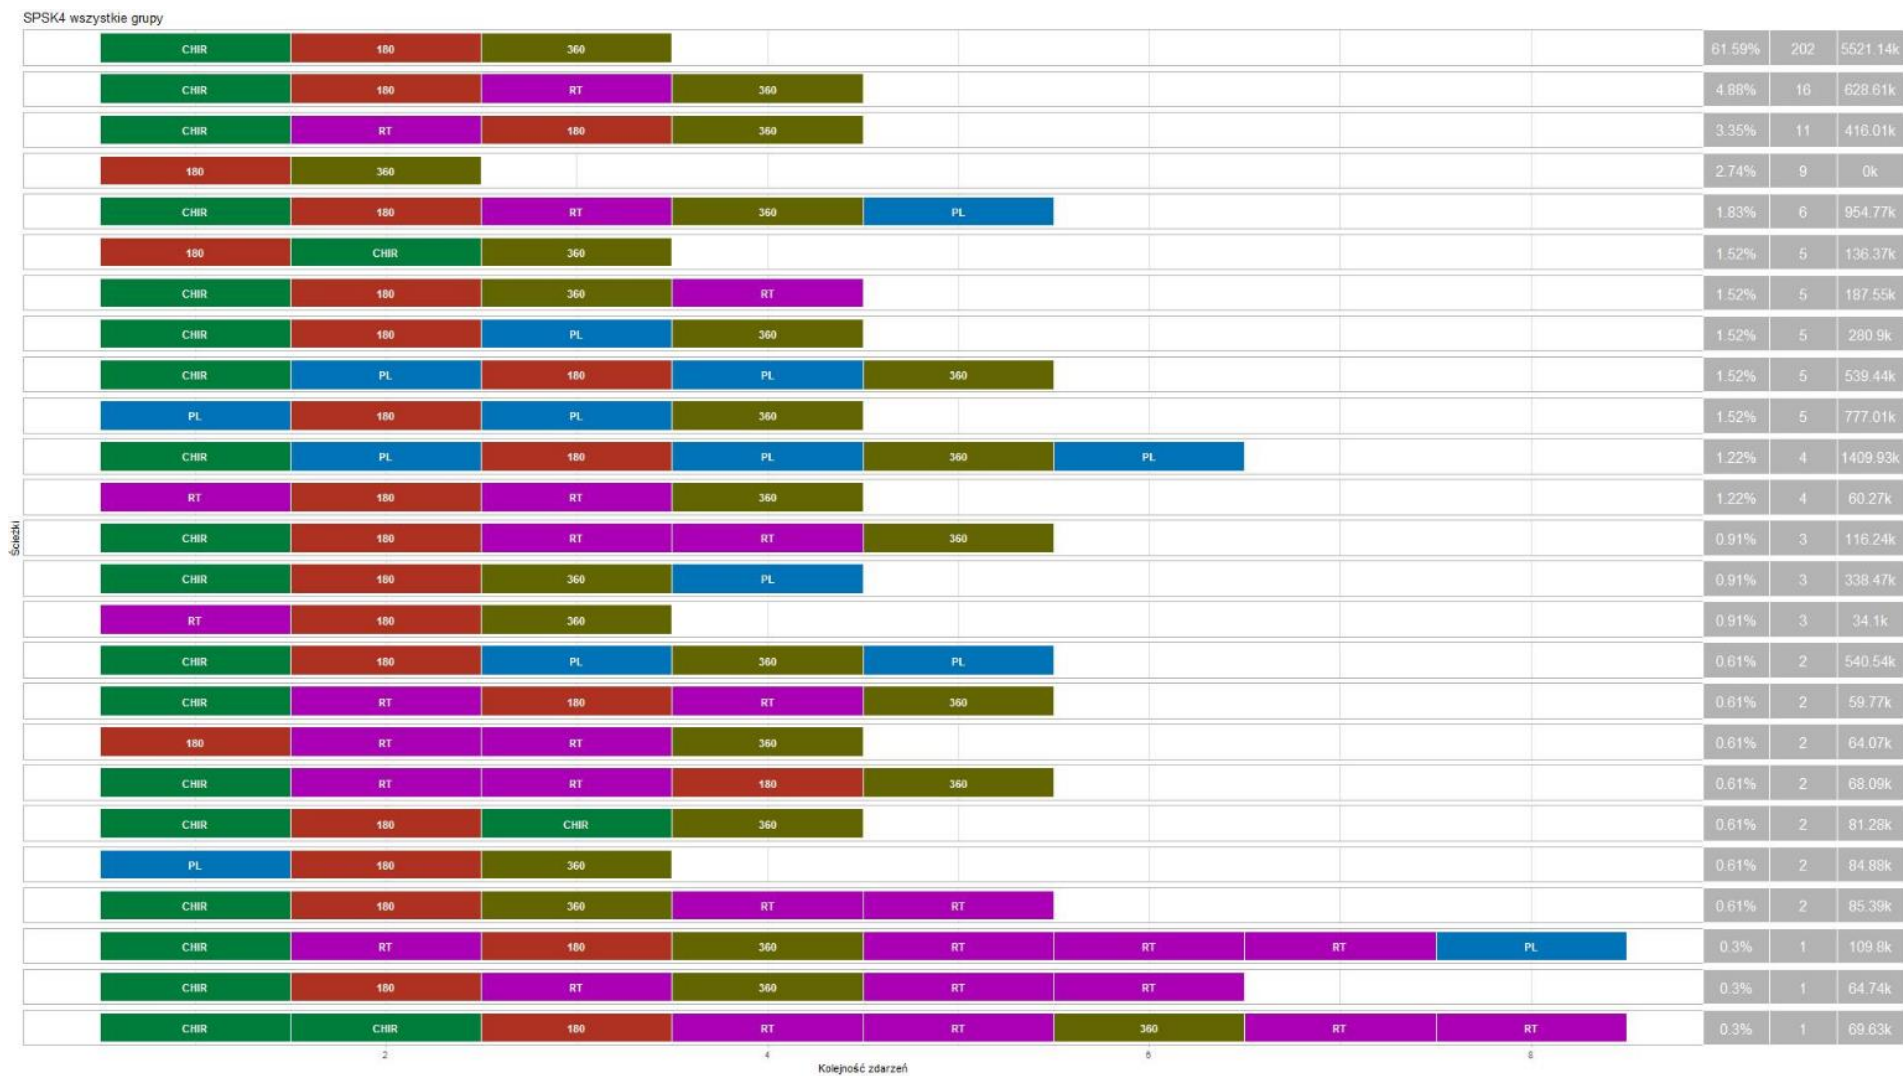 SPSK4 wszystkie grupy
CHIR 180 360 61.59% 202 5521.14k
CHIR 180 RT 360 4.88% 16 628.61k
CHIR RT 180 360 3.35% 11 416.01k
180 360 2.74% 9 0k
CHIR 180 RT 360 PL 1.83% 6 954.77k
180 CHIR 360 1.52% 5 136.37k
CHIR 180 360 RT 1.52% 5 187.55k
CHIR 180 PL 360 1.52% 5 280.9k
CHIR PL 180 PL 360 1.52% 5 539.44k
PL 180 PL 360 1.52% 5 777.01k
CHIR PL 180 PL 360 PL 1.22% 4 1409.93k
RT 180 RT 360 1.22% 4 60.27k
Ścieżki
CHIR 180 RT RT 360 0.91% 3 116.24k
CHIR 180 360 PL 0.91% 3 338.47k
RT 180 360 0.91% 3 34.1k
CHIR 180 PL 360 PL 0.61% 2 540.54k
CHIR RT 180 RT 360 0.61% 2 59.77k
180 RT RT 360 0.61% 2 64.07k
CHIR RT RT 180 360 0.61% 2 68.09k
CHIR 180 CHIR 360 0.61% 2 81.28k
PL 180 360 0.61% 2 84.88k
CHIR 180 360 RT RT 0.61% 2 85.39k
CHIR RT 180 360 RT RT RT PL 0.3% 1 109.8k
CHIR 180 RT 360 RT RT 0.3% 1 64.74k
CHIR CHIR 180 RT RT 360 RT RT 0.3% 1 69.63k
2 4 6 8
Kolejność zdarzeń